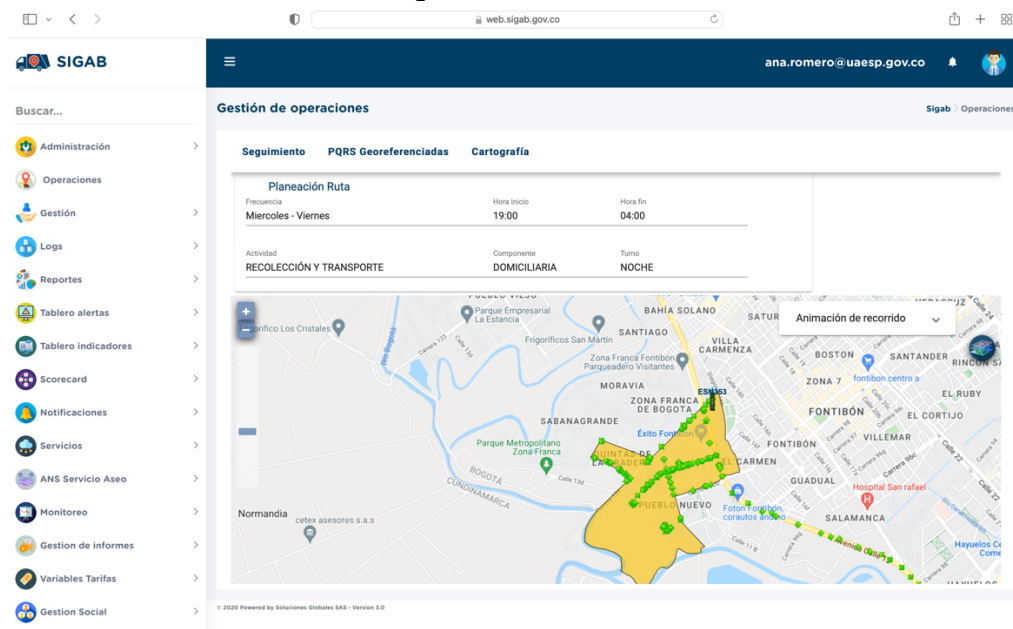 web.sigab.gov.co
SIGAB
ana.romero@uaesp.gov.co
Buscar...
Administración
Operaciones
Gestión
Logs
Reportes
Tablero alertas
Tablero indicadores
Scorecard
Notificaciones
Servicios
ANS Servicio Aseo
Monitoreo
Gestion de informes
Variables Tarifas
Gestion Social
Gestión de operaciones
Sigab
Operaciones
Seguimiento PQRS Georeferenciadas Cartografía
Planeación Ruta
Frecuencia Hora Inicio Hora fin
Miercoles - Viernes 19:00 04:00
Actividad Componente Turno
RECOLECCIÓN Y TRANSPORTE DOMICILIARIA NOCHE
Animación de recorrido
Parque Empresarial
La Estancia
BAHÍA SOLANO
Los Cristales
SANTIAGO
Frigoríficos San Martín
VILLA
CARMENZA
Zona Franca Fontibón
Parqueadero Visitantes
BOSTON
SANTANDER
fontibon centro a
ZONA 7
MORAVIA
EL RUBY
ZONA FRANCA
DE BOGOTA
FONTIBÓN
EL CORTIJO
SABANAGRANDE
VILLEMAR
Parque Metropolitano
Zona Franca
FONTIBÓN
EL CARMEN
BOGOTÁ
CUNDINAMARCA
Calle 13d
GUADUAL
Hospital San rafael
PUEBLO NUEVO
Foton Fontibón,
Normandia
cetex asesores s.a.s
SALAMANCA
Calle 11 B
© 2020 Powered by Soluciones Globales SAS - Version 3.0